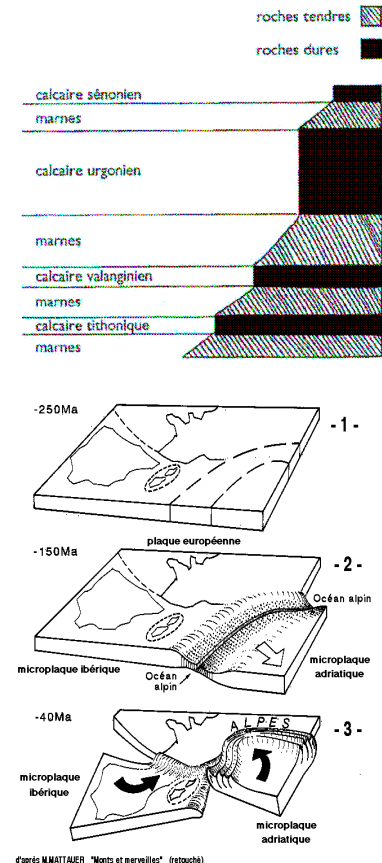 roches tendres
roches dures
calcaire sénonien
marnes
calcaire urgonien
marnes
calcaire valanginien
marnes
calcaire tithonique
marnes
-250Ma
-1-
plaque européenne
-150Ma
-2-
Océan alpin
microplaque ibérique
Océan
alpin
microplaque
adriatique
-40Ma
ALPES
-3-
microplaque
ibérique
microplaque
adriatique
d'aprés M.MATTAUER "Monts et merveilles" (retouché)